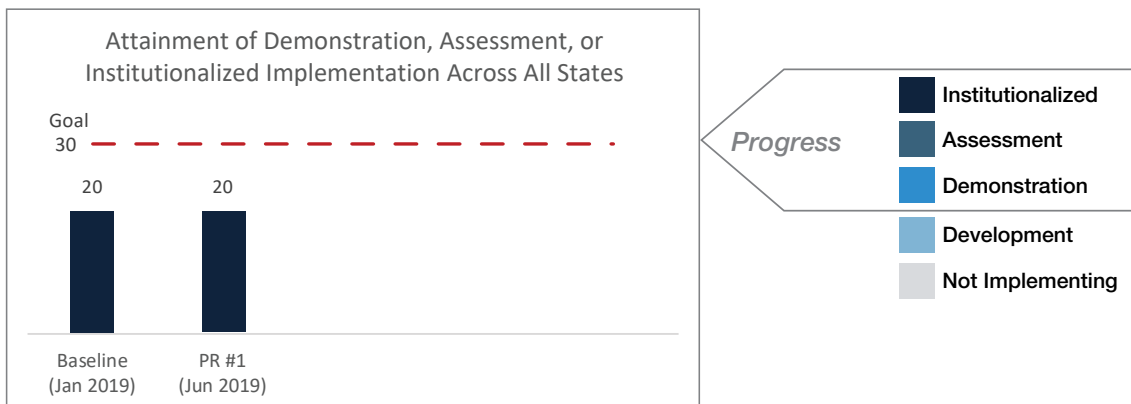 Attainment of Demonstration, Assessment, or
Institutionalized Implementation Across All States
Goal
30
20
20
Baseline
(Jan 2019)
PR #1
(Jun 2019)
Progress
Institutionalized
Assessment
Demonstration
Development
Not Implementing